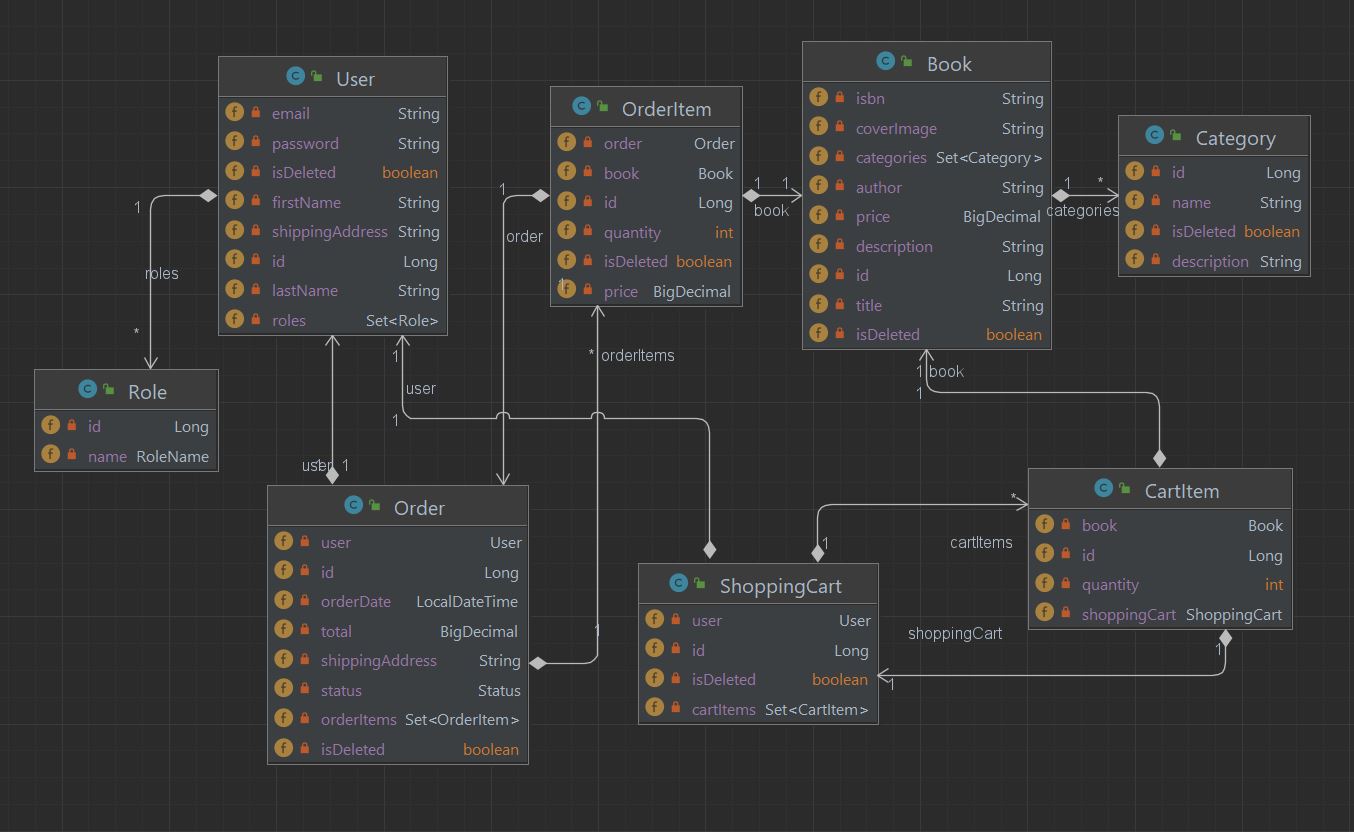 User
email String
password String
isDeleted boolean
firstName String
shippingAddress String
id Long
lastName String
roles Set<Role>
OrderItem
order Order
book Book
id Long
quantity int
isDeleted boolean
price BigDecimal
Book
isbn String
coverImage String
categories Set<Category>
author String
price BigDecimal
description String
id Long
title String
isDeleted boolean
Category
id Long
name String
isDeleted boolean
description String
1
roles
*
1
order
1
1 1
book
1 *
categories
Role
id Long
name RoleName
* orderItems
1
user
1
user
1 1
1 book
1
Order
user User
id Long
orderDate LocalDateTime
total BigDecimal
shippingAddress String
status Status
orderItems Set<OrderItem>
isDeleted boolean
1
ShoppingCart
user User
id Long
isDeleted boolean
cartItems Set<CartItem>
*
1
cartItems
CartItem
book Book
id Long
quantity int
shoppingCart ShoppingCart
shoppingCart
1
1